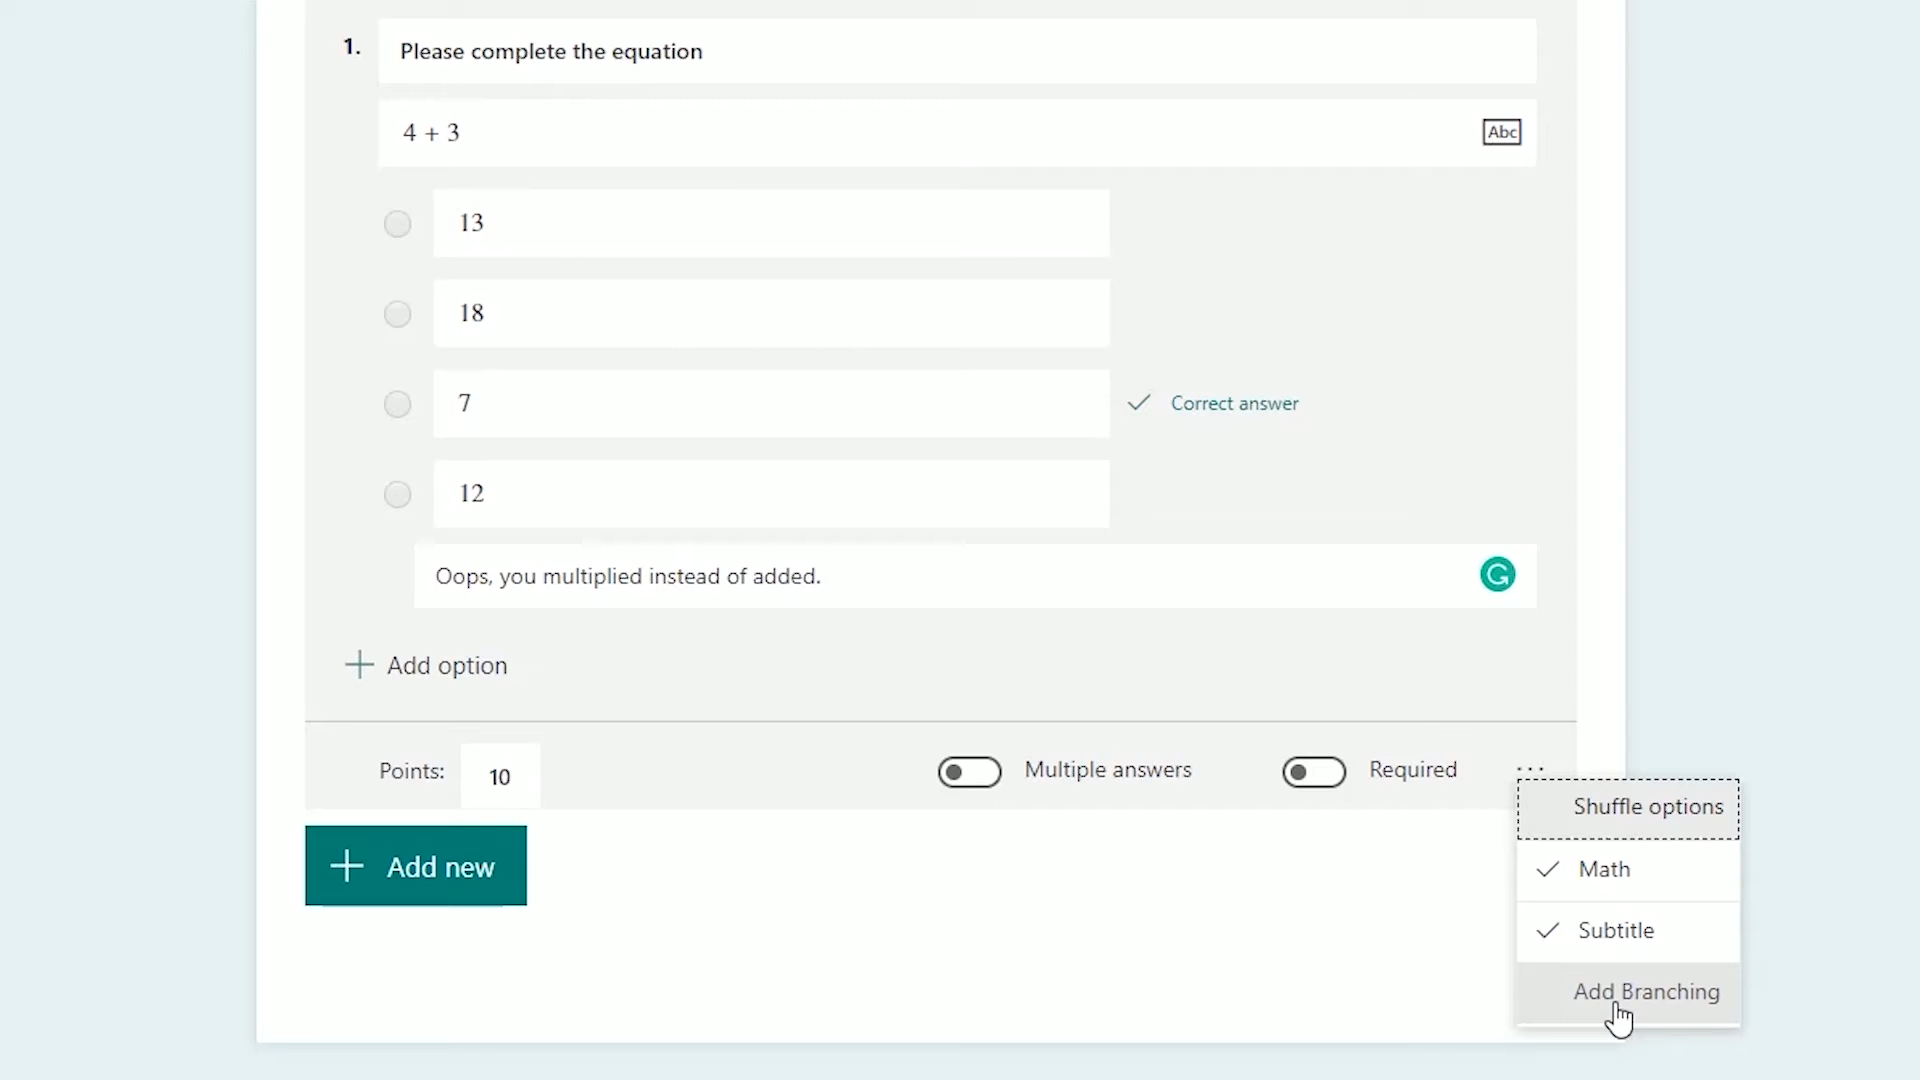 1. Please complete the equation
4 + 3
Abc
13
18
7
Correct answer
12
Oops, you multiplied instead of added.
G
+ Add option
Points: 10
Multiple answers
Required
...
Shuffle options
Math
Subtitle
Add Branching
+ Add new